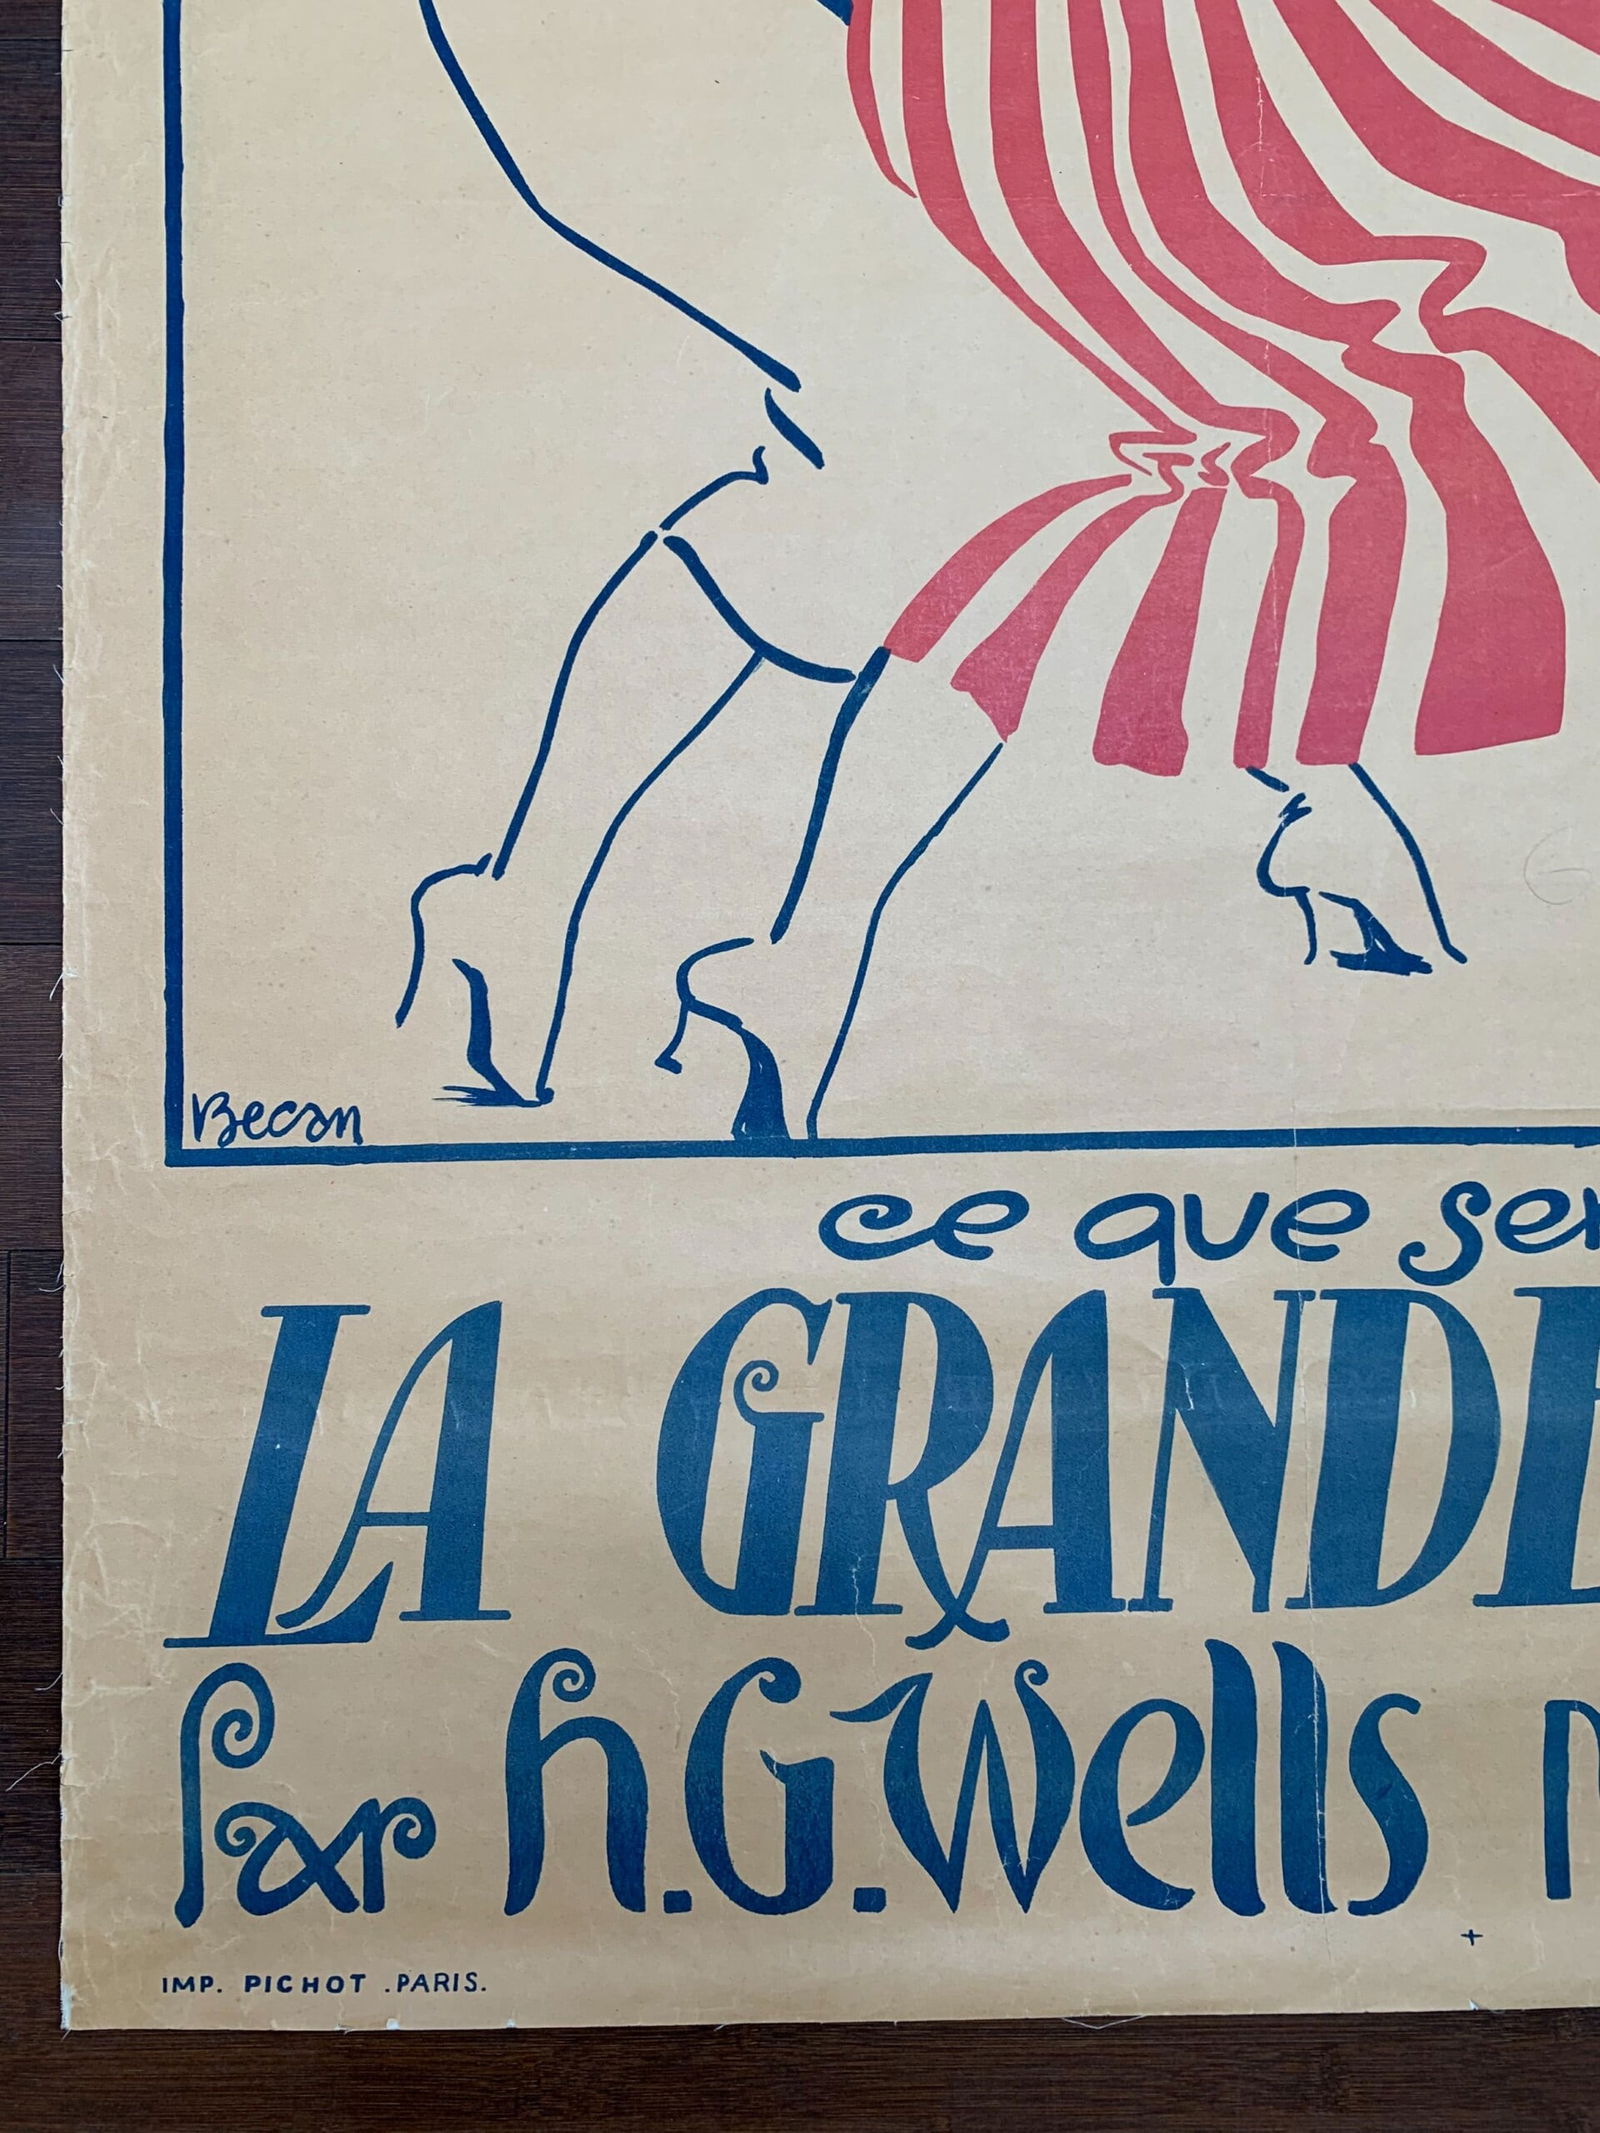 Becan
ce que ser
LA GRANDE
par h.G.Wells
IMP. PICHOT .PARIS.